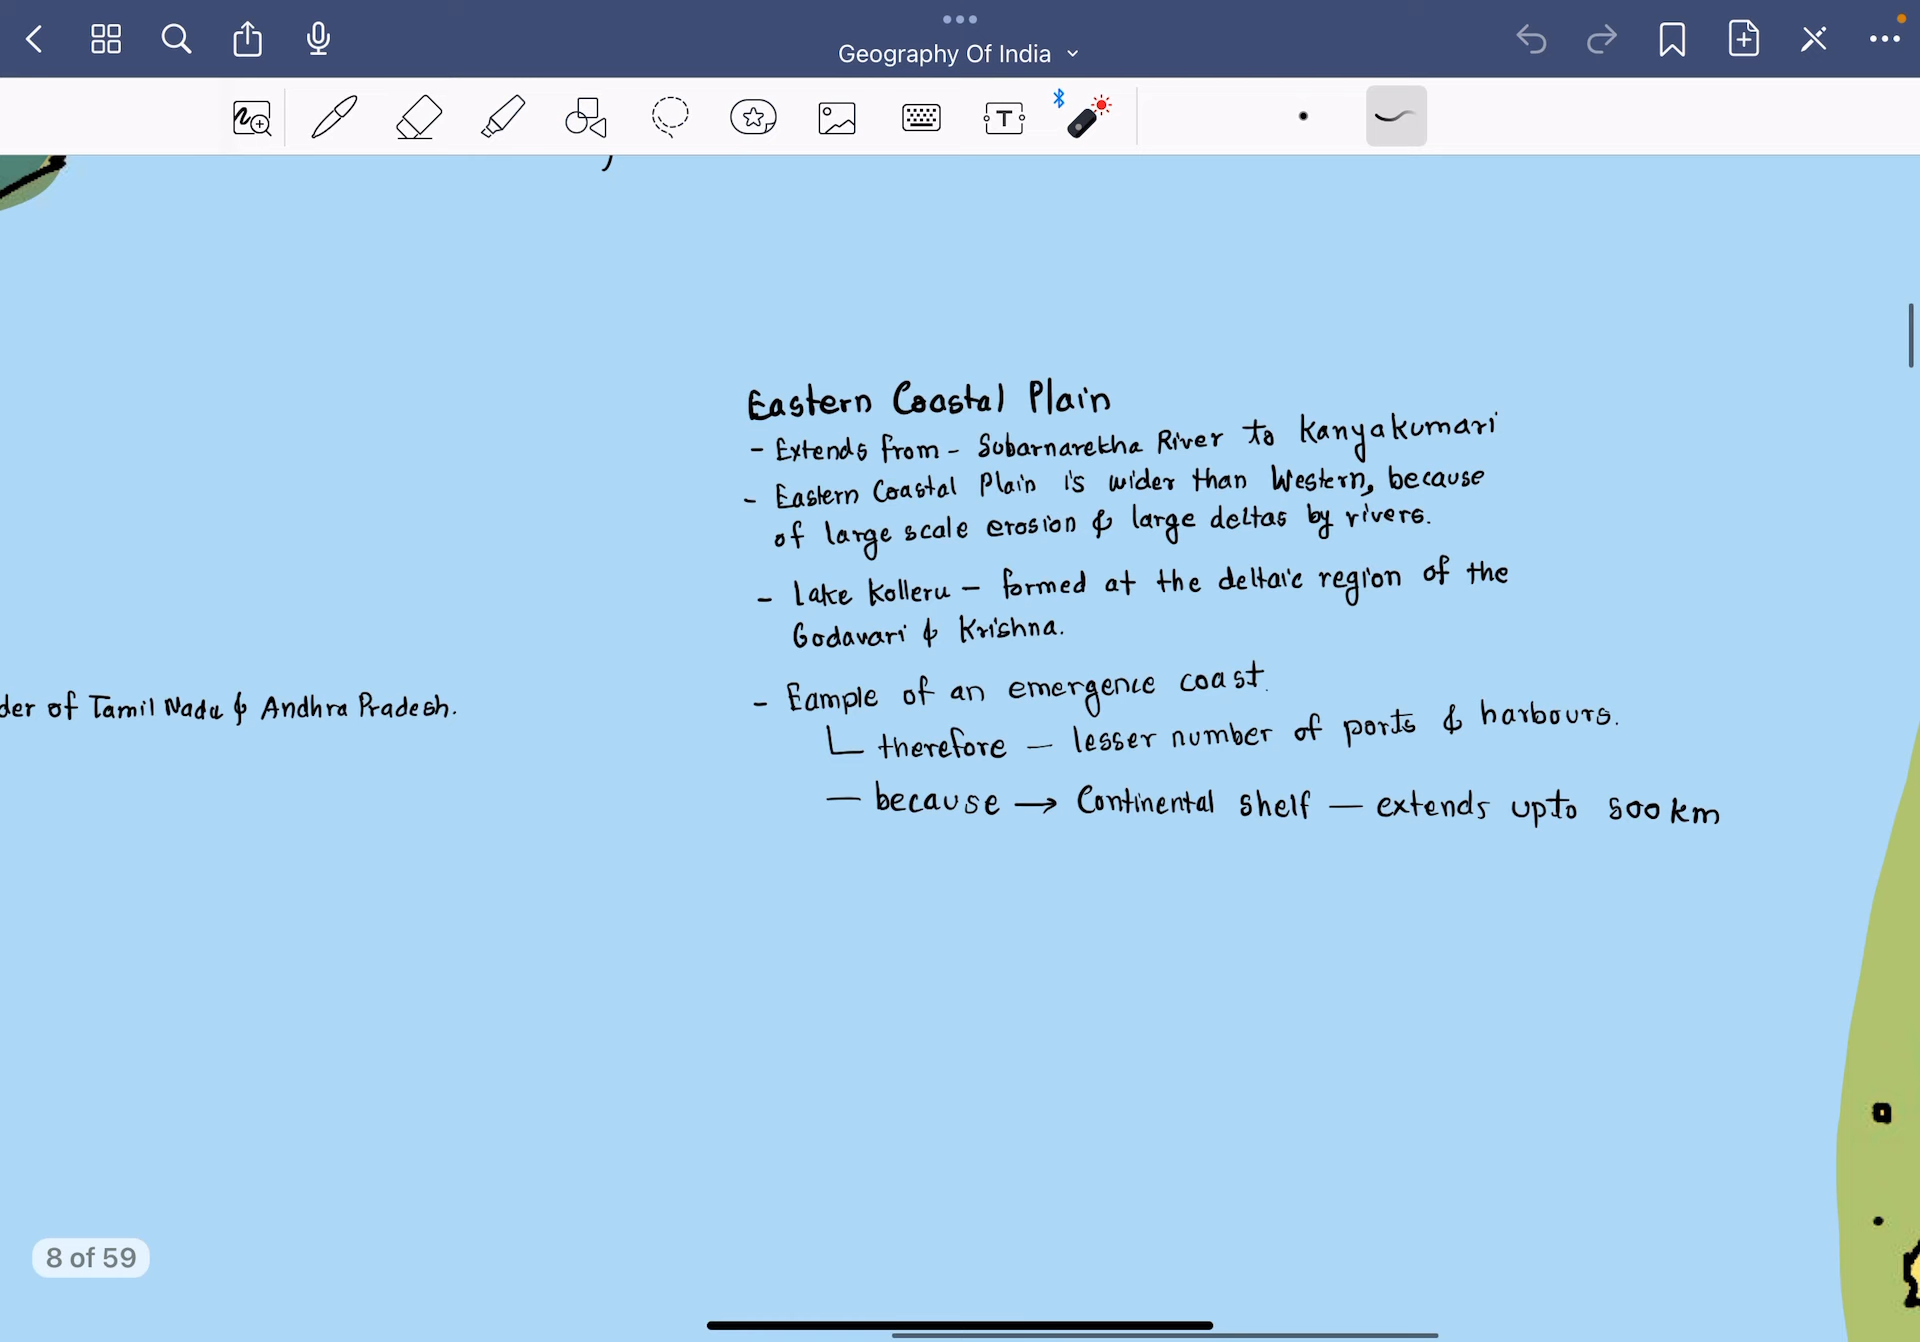 Geography Of India
Eastern Coastal Plain
- Extends from - Subarnarekha River to Kanyakumari
- Eastern Coastal Plain is wider than Western, because
of large scale erosion & large deltas by rivers.
- Lake Kolleru - formed at the deltaic region of the
Godavari & Krishna.
der of Tamil Nadu & Andhra Pradesh.
- Eample of an emergence coast.
therefore - lesser number of ports & harbours.
- because → Continental shelf - extends upto 500 km
8 of 59